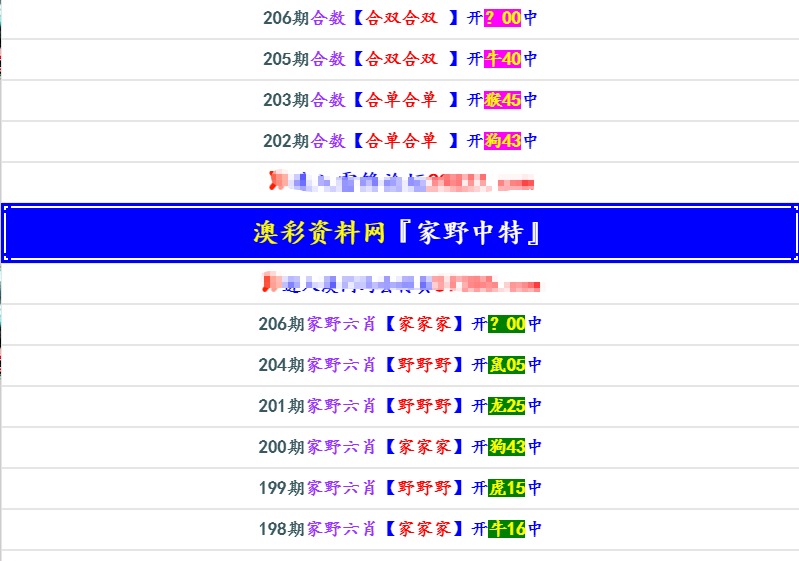 206期合数【合双合双 】开？00中
205期合数【合双合双 】开牛40中
203期合数【合单合单 】开猴45中
202期合数【合单合单 】开狗43中
澳彩资料网『家野中特』
206期家野六肖【家家家】开？00中
204期家野六肖【野野野】开鼠05中
201期家野六肖【野野野】开龙25中
200期家野六肖【家家家】开狗43中
199期家野六肖【野野野】开虎15中
198期家野六肖【家家家】开牛16中